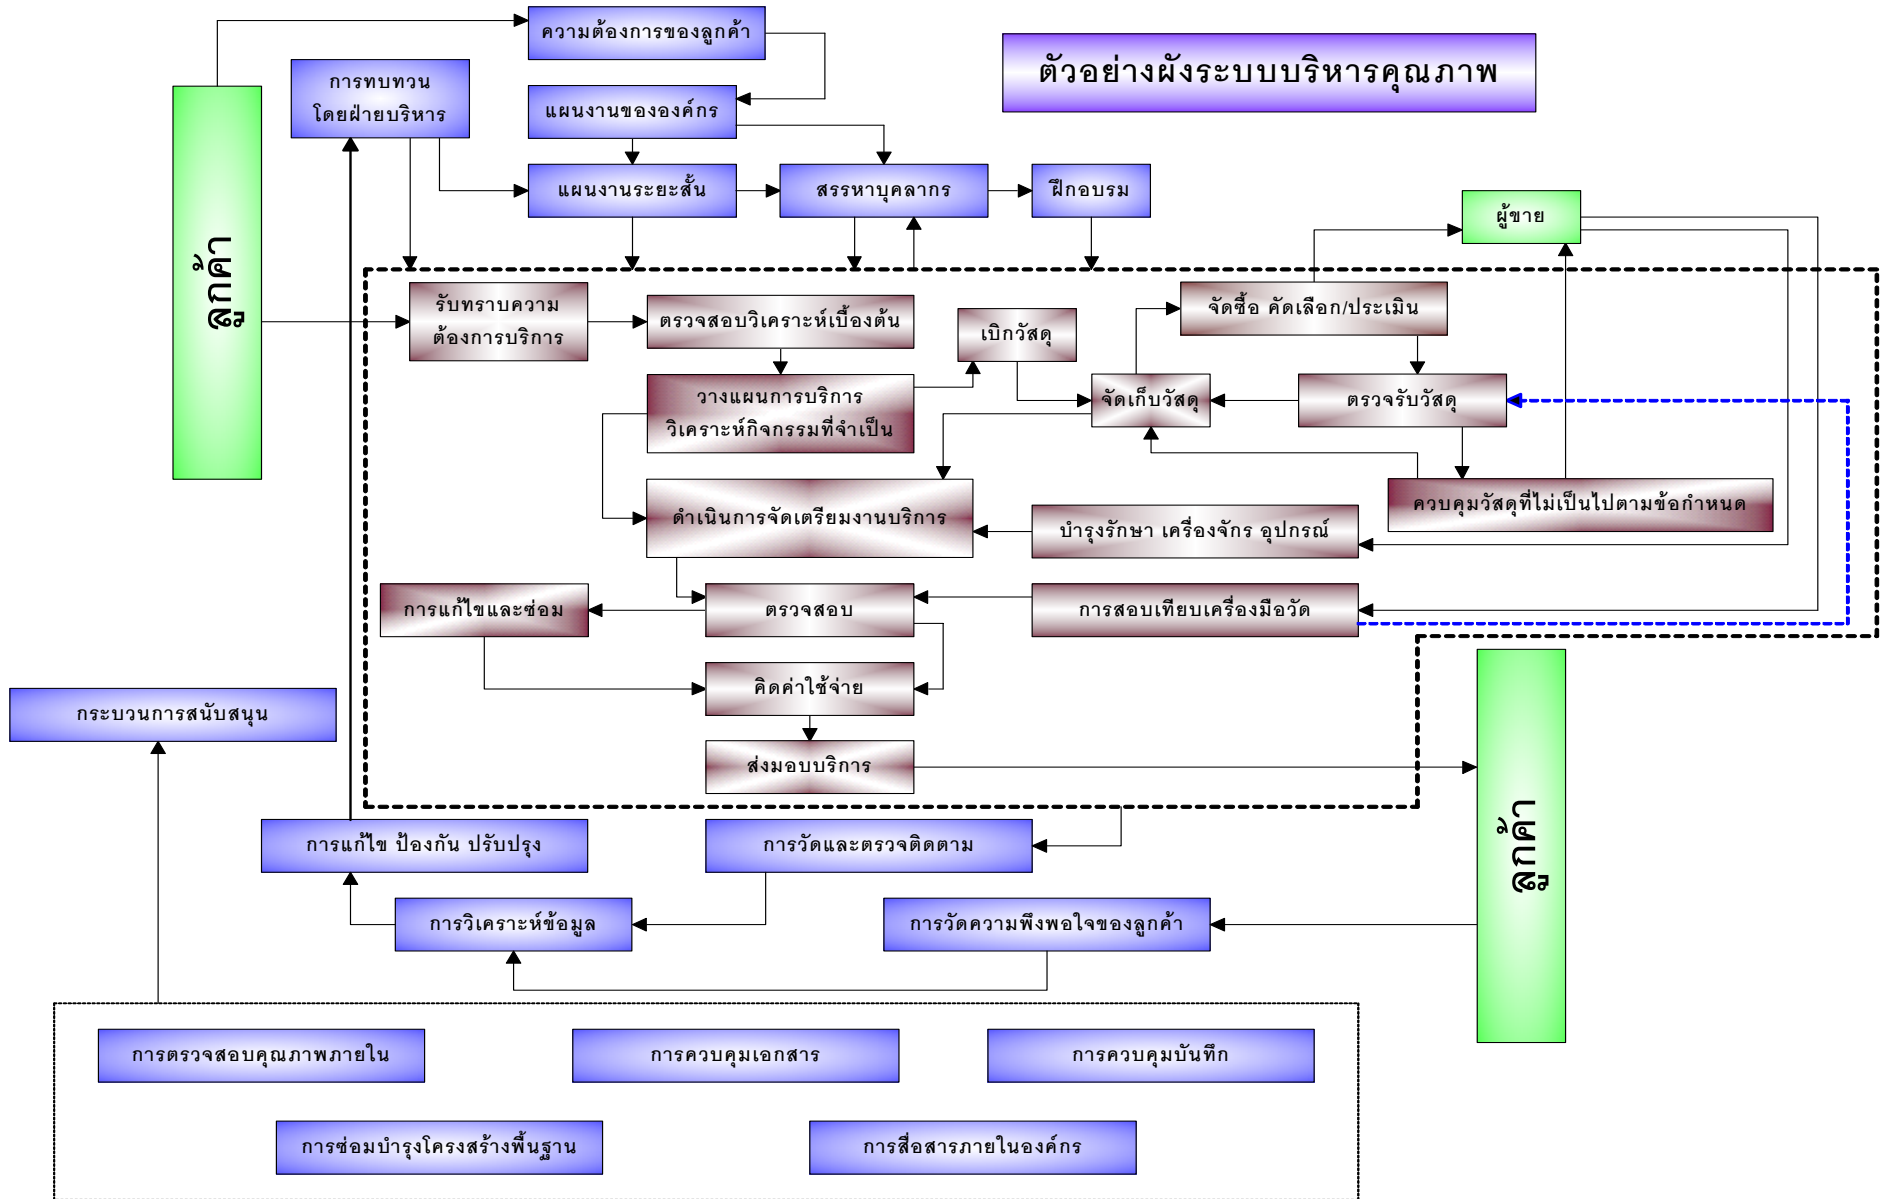 ความต้องการของลูกค้า
ตัวอย่างผังระบบบริหารคุณภาพ
การทบทวน
โดยฝ่ายบริหาร
แผนงานขององค์กร
ลูกค้า
แผนงานระยะสั้น
สรรหาบุคลากร
ฝึกอบรม
ผู้ขาย
รับทราบความ
ต้องการบริการ
ตรวจสอบวิเคราะห์เบื้องต้น
เบิกวัสดุ
จัดซื้อ คัดเลือก/ประเมิน
วางแผนการบริการ
วิเคราะห์กิจกรรมที่จำเป็น
จัดเก็บวัสดุ
ตรวจรับวัสดุ
ดำเนินการจัดเตรียมงานบริการ
บำรุงรักษา เครื่องจักร อุปกรณ์
ควบคุมวัสดุที่ไม่เป็นไปตามข้อกำหนด
การแก้ไขและซ่อม
ตรวจสอบ
การสอบเทียบเครื่องมือวัด
คิดค่าใช้จ่าย
กระบวนการสนับสนุน
ส่งมอบบริการ
ลูกค้า
การแก้ไข ป้องกัน ปรับปรุง
การวัดและตรวจติดตาม
การวิเคราะห์ข้อมูล
การวัดความพึงพอใจของลูกค้า
การตรวจสอบคุณภาพภายใน
การควบคุมเอกสาร
การควบคุมบันทึก
การซ่อมบำรุงโครงสร้างพื้นฐาน
การสื่อสารภายในองค์กร